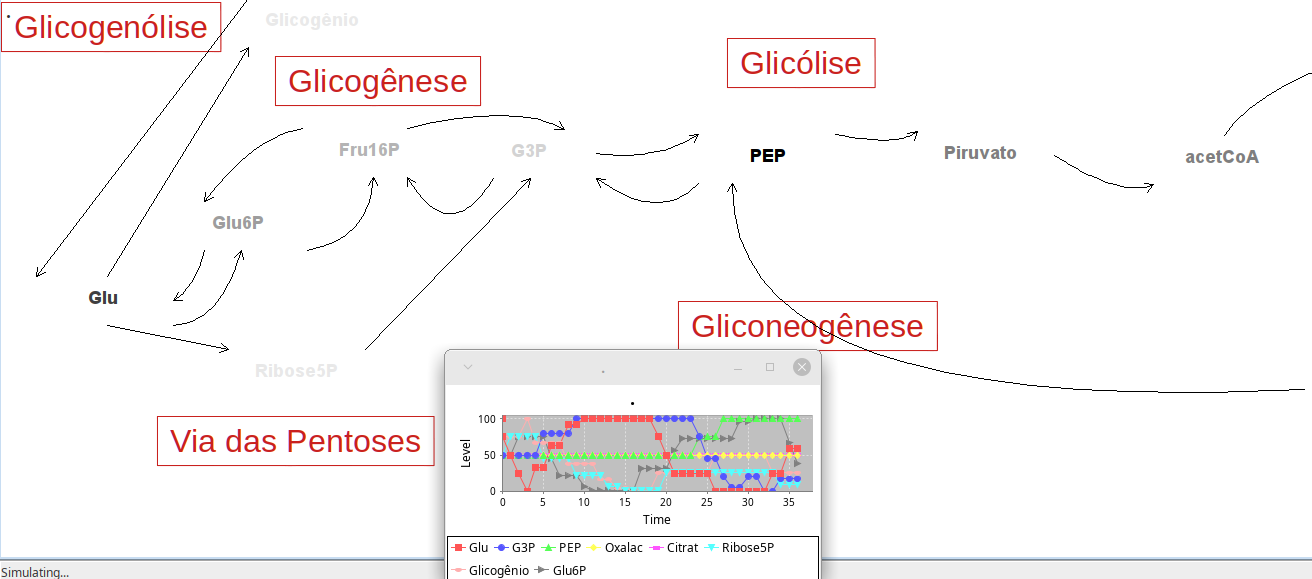 Glicogênio
Glicogenólise
Glicólise
Glicogênese
Fru16P
G3P
PEP
Piruvato
acetCoA
Glu6P
Glu
Gliconeogênese
Ribose5P
Via das Pentoses
Level
100
50
0
0 5 10 15 20 25 30 35
Time
Glu G3P PEP Oxalac Citrat Ribose5P
Glicogênio Glu6P
Simulating...